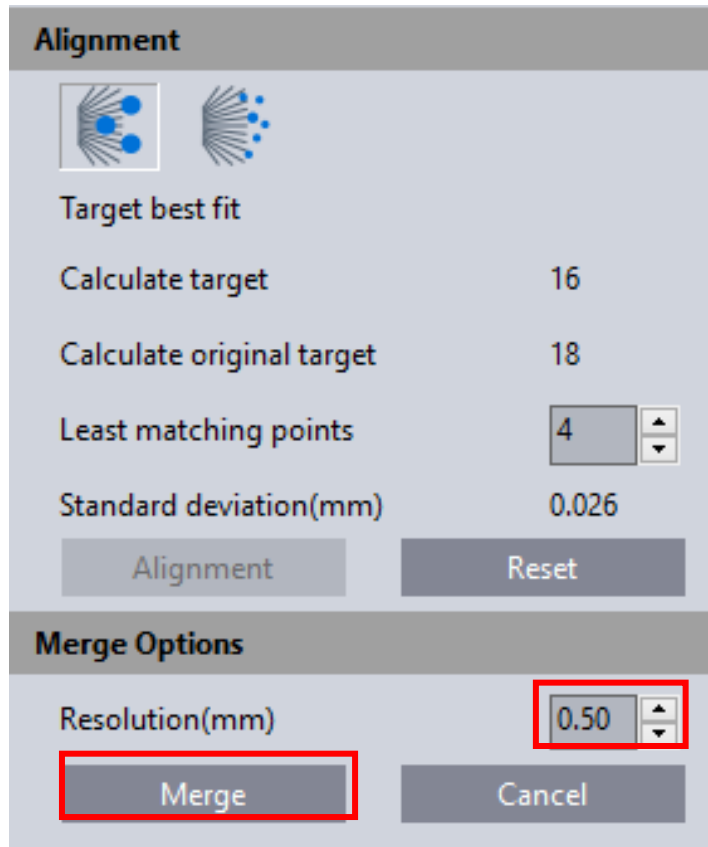 Alignment
Target best fit
Calculate target 16
Calculate original target 18
Least matching points 4
Standard deviation(mm) 0.026
Alignment Reset
Merge Options
Resolution(mm) 0.50
Merge Cancel